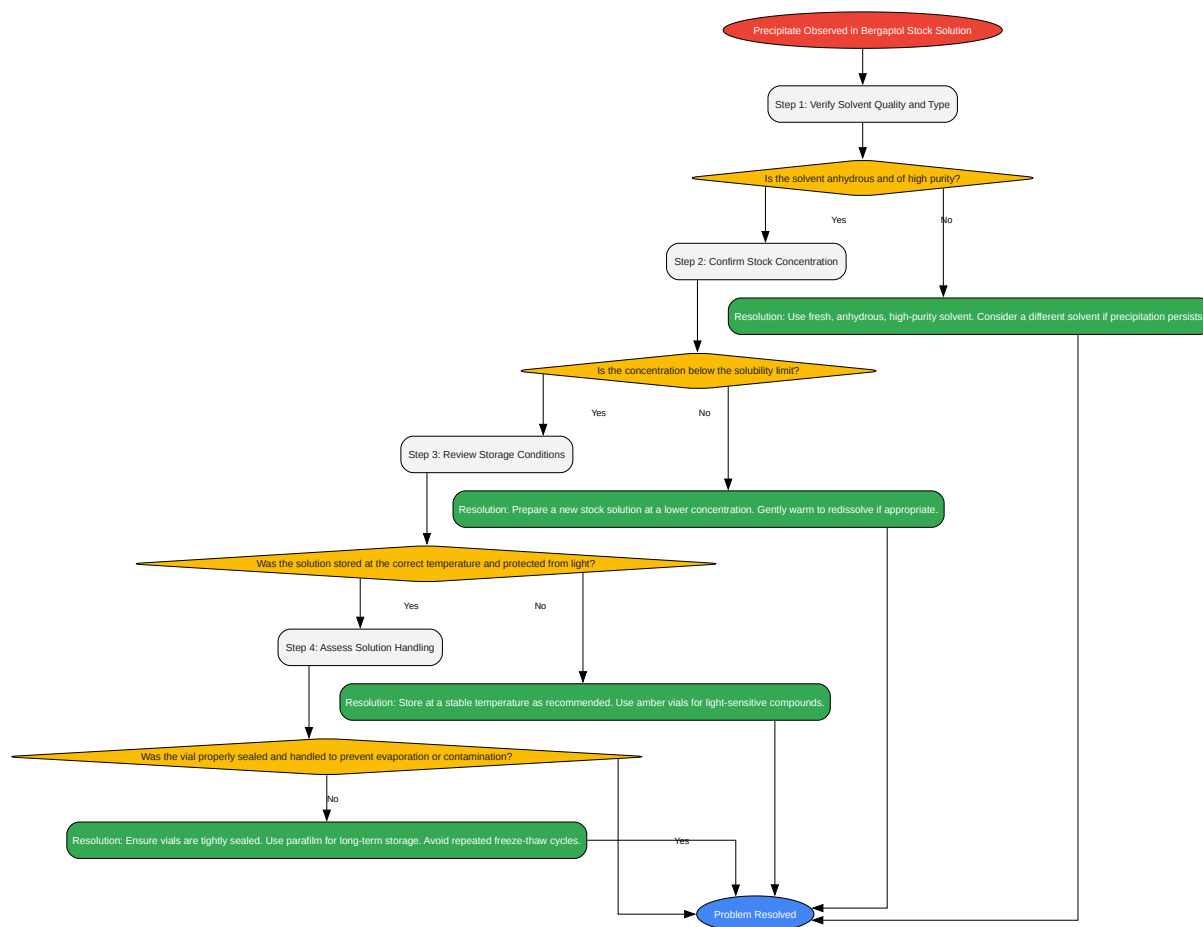 Precipitate Observed in Bergaptol Stock Solution
Step 1: Verify Solvent Quality and Type
Is the solvent anhydrous and of high purity?
Yes
No
Step 2: Confirm Stock Concentration
Resolution: Use fresh, anhydrous, high-purity solvent. Consider a different solvent if precipitation persists
Is the concentration below the solubility limit?
Yes
No
Step 3: Review Storage Conditions
Resolution: Prepare a new stock solution at a lower concentration. Gently warm to redissolve if appropriate.
Was the solution stored at the correct temperature and protected from light?
Yes
No
Step 4: Assess Solution Handling
Resolution: Store at a stable temperature as recommended. Use amber vials for light-sensitive compounds.
Was the vial properly sealed and handled to prevent evaporation or contamination?
No
Resolution: Ensure vials are tightly sealed. Use parafilm for long-term storage. Avoid repeated freeze-thaw cycles.
Yes
Problem Resolved